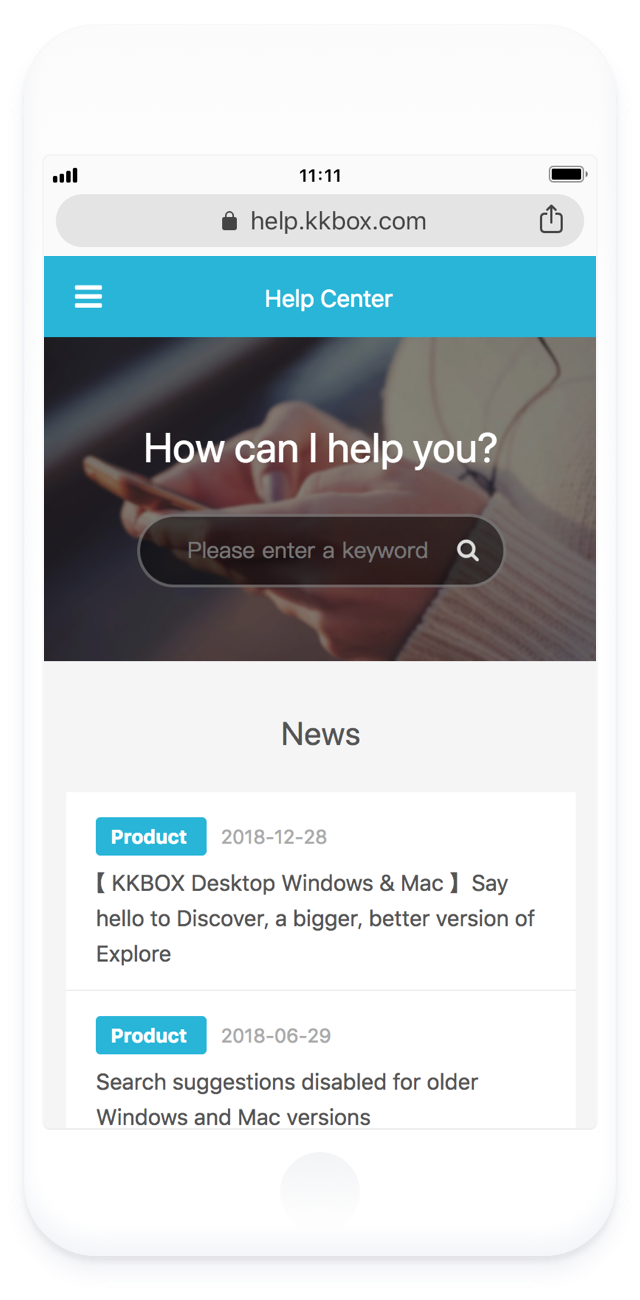 11:11
help.kkbox.com
Help Center
How can I help you?
Please enter a keyword
News
Product 2018-12-28
【 KKBOX Desktop Windows & Mac 】 Say
hello to Discover, a bigger, better version of
Explore
Product 2018-06-29
Search suggestions disabled for older
Windows and Mac versions